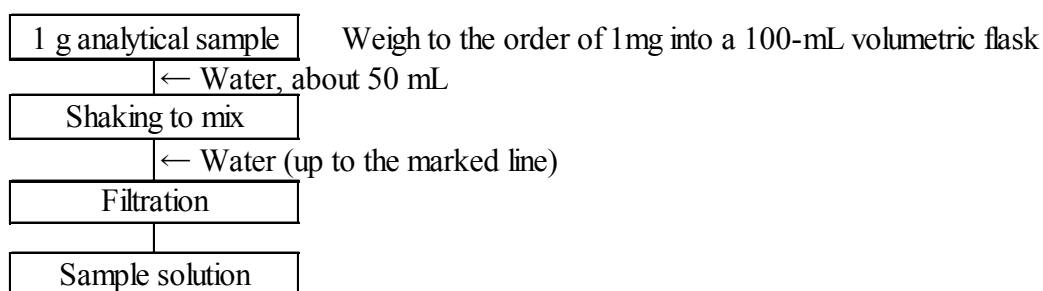 1 g analytical sample Weigh to the order of 1mg into a 100-mL volumetric flask
← Water, about 50 mL
Shaking to mix
← Water (up to the marked line)
Filtration
Sample solution